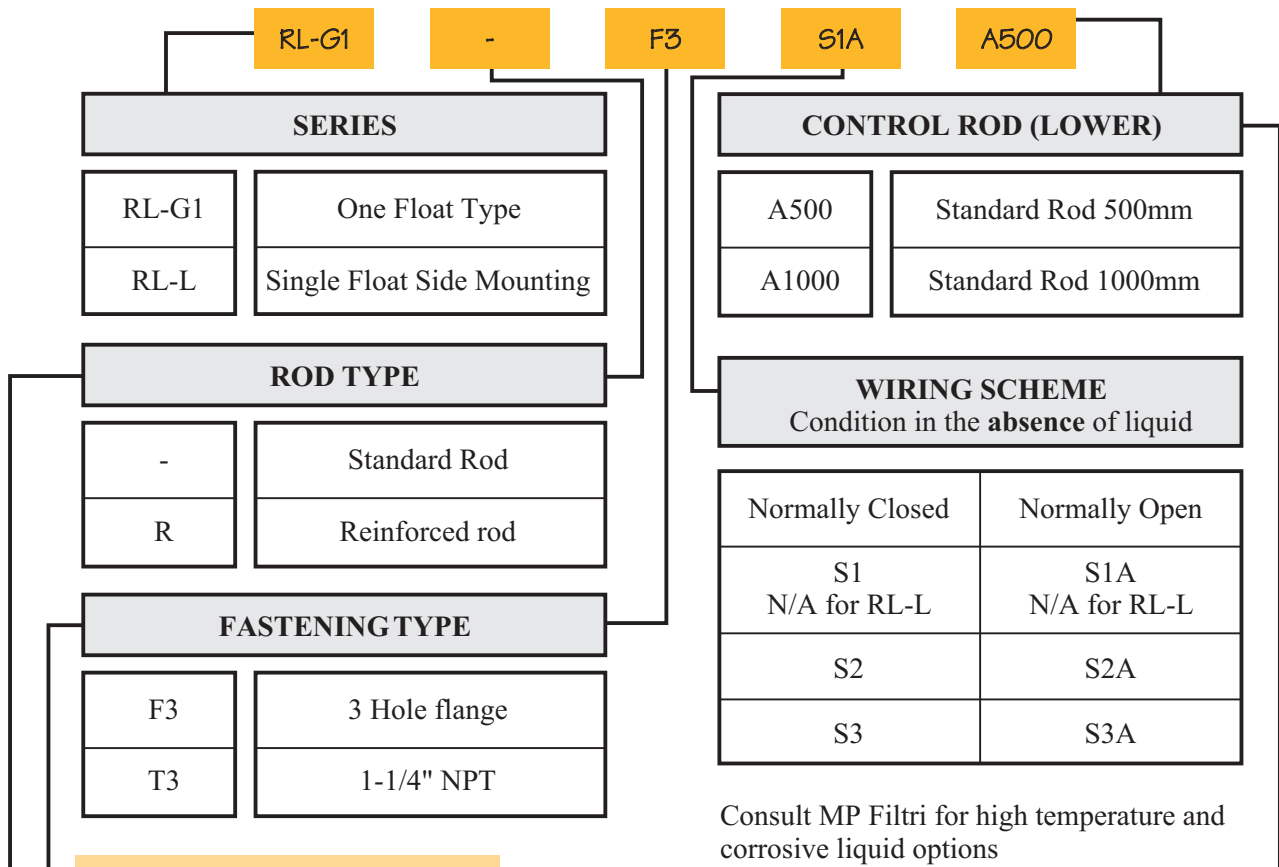 RL-G1 - F3 S1A A500
SERIES
RL-G1 One Float Type
RL-L Single Float Side Mounting
ROD TYPE
- Standard Rod
R Reinforced rod
FASTENING TYPE
F3 3 Hole flange
T3 1-1/4" NPT
CONTROL ROD (LOWER)
A500 Standard Rod 500mm
A1000 Standard Rod 1000mm
WIRING SCHEME
Condition in the absence of liquid
Normally Closed Normally Open
S1 S1A
N/A for RL-L N/A for RL-L
S2 S2A
S3 S3A
Consult MP Filtri for high temperature and
corrosive liquid options